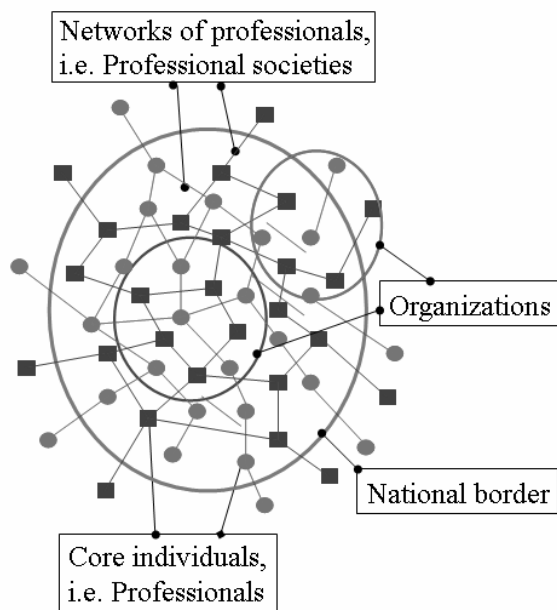 Networks of professionals,
i.e. Professional societies
Organizations
National border
Core individuals,
i.e. Professionals